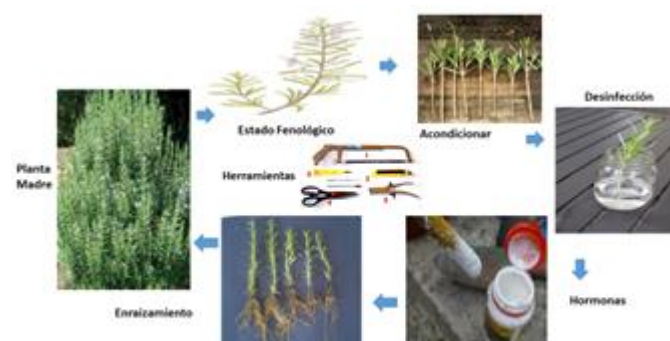 Estado Fenológico
Acondicionar
Desinfección
Planta
Madre
Herramientas
Hormonas
Enraizamiento